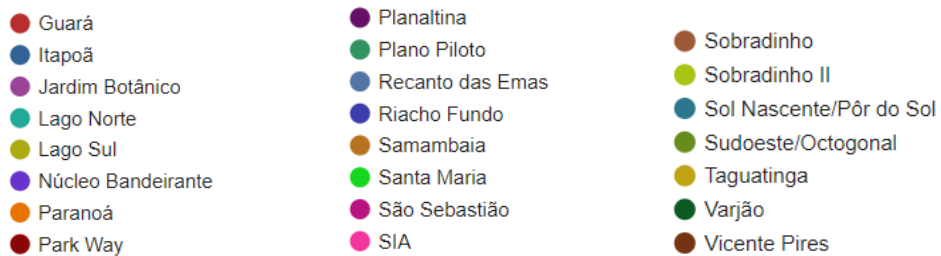 Guará
Itapoã
Jardim Botânico
Lago Norte
Lago Sul
Núcleo Bandeirante
Paranoá
Park Way
Planaltina
Plano Piloto
Recanto das Emas
Riacho Fundo
Samambaia
Santa Maria
São Sebastião
SIA
Sobradinho
Sobradinho II
Sol Nascente/Pôr do Sol
Sudoeste/Octogonal
Taguatinga
Varjão
Vicente Pires